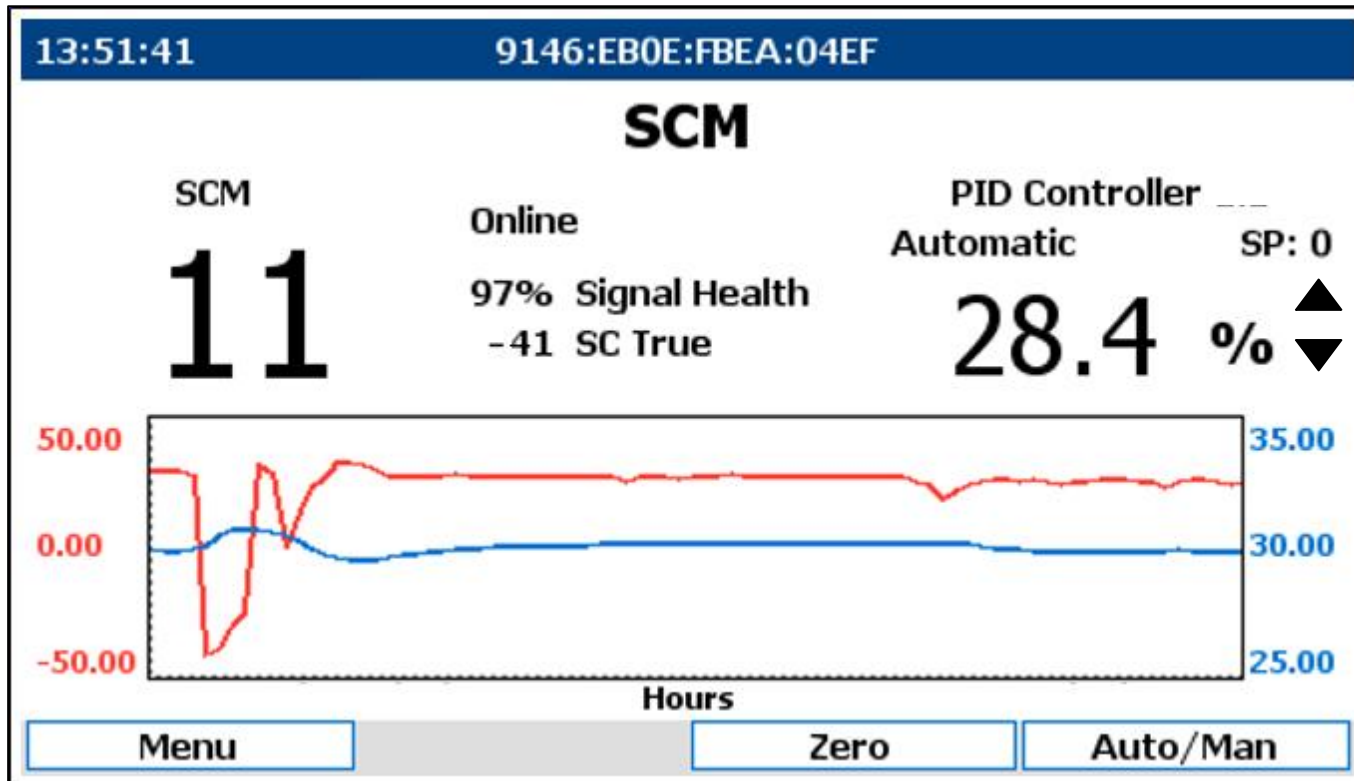 13:51:41 9146:EB0E:FBEA:04EF
SCM
SCM
11
Online
97% Signal Health
-41 SC True
PID Controller
Automatic SP: 0
28.4 %
50.00
0.00
-50.00
35.00
30.00
25.00
Hours
Menu Zero Auto/Man